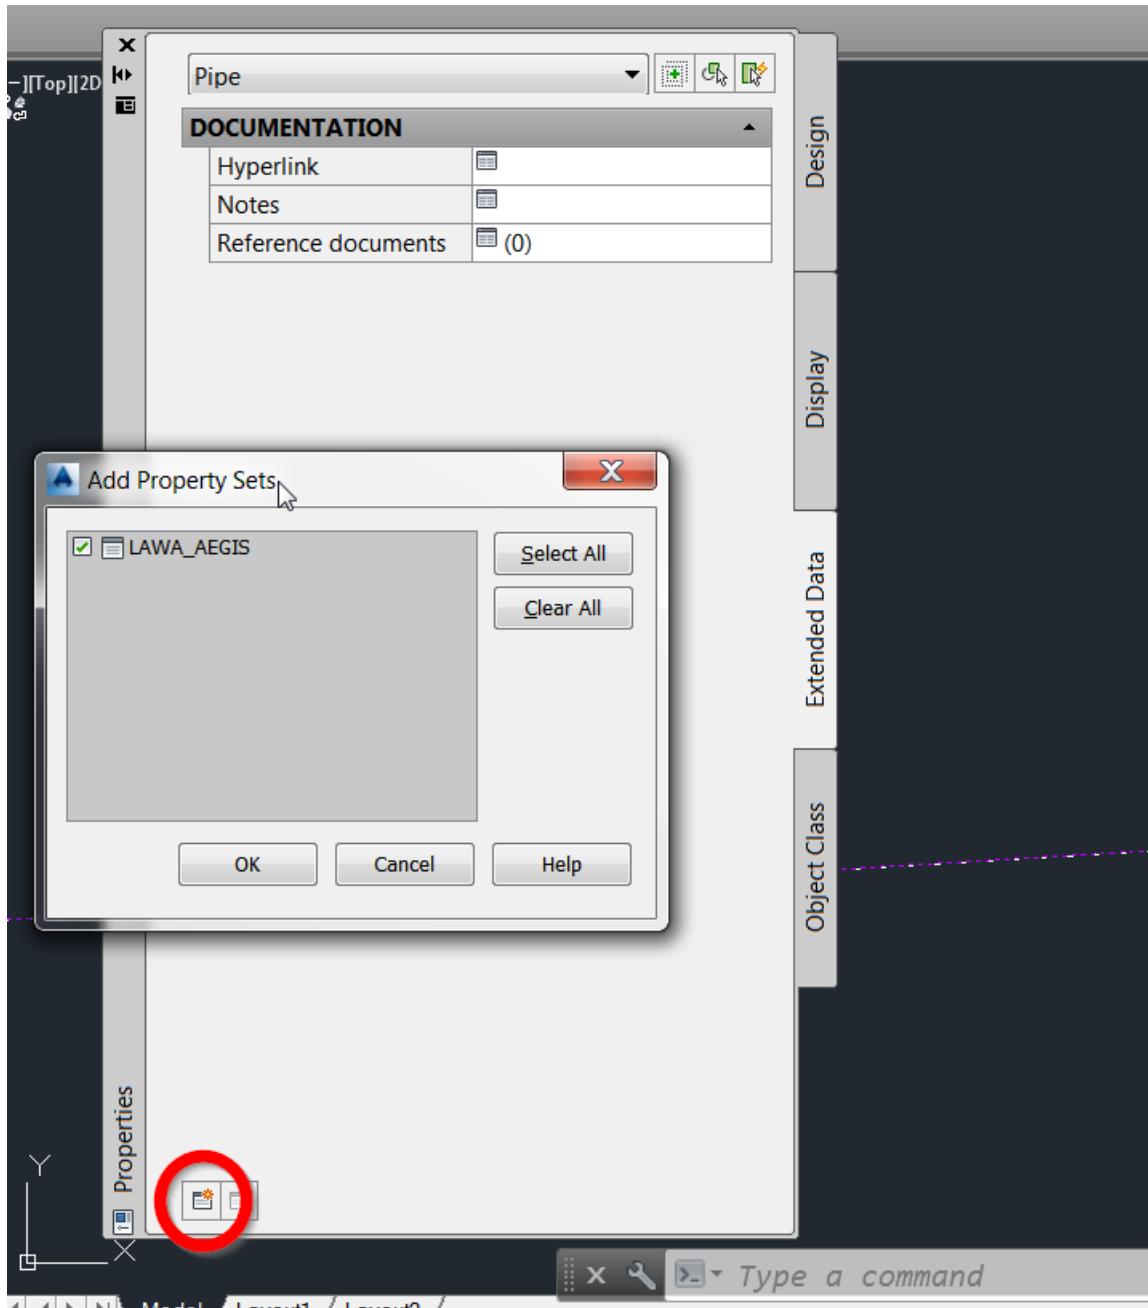 –][Top][2D
Pipe
DOCUMENTATION
Hyperlink
Notes
Reference documents (0)
Design
Display
Extended Data
Object Class
Add Property Sets
LAWA_AEGIS
Select All
Clear All
OK Cancel Help
Properties
Y
X
Type a command
Model Layout1 Layout2